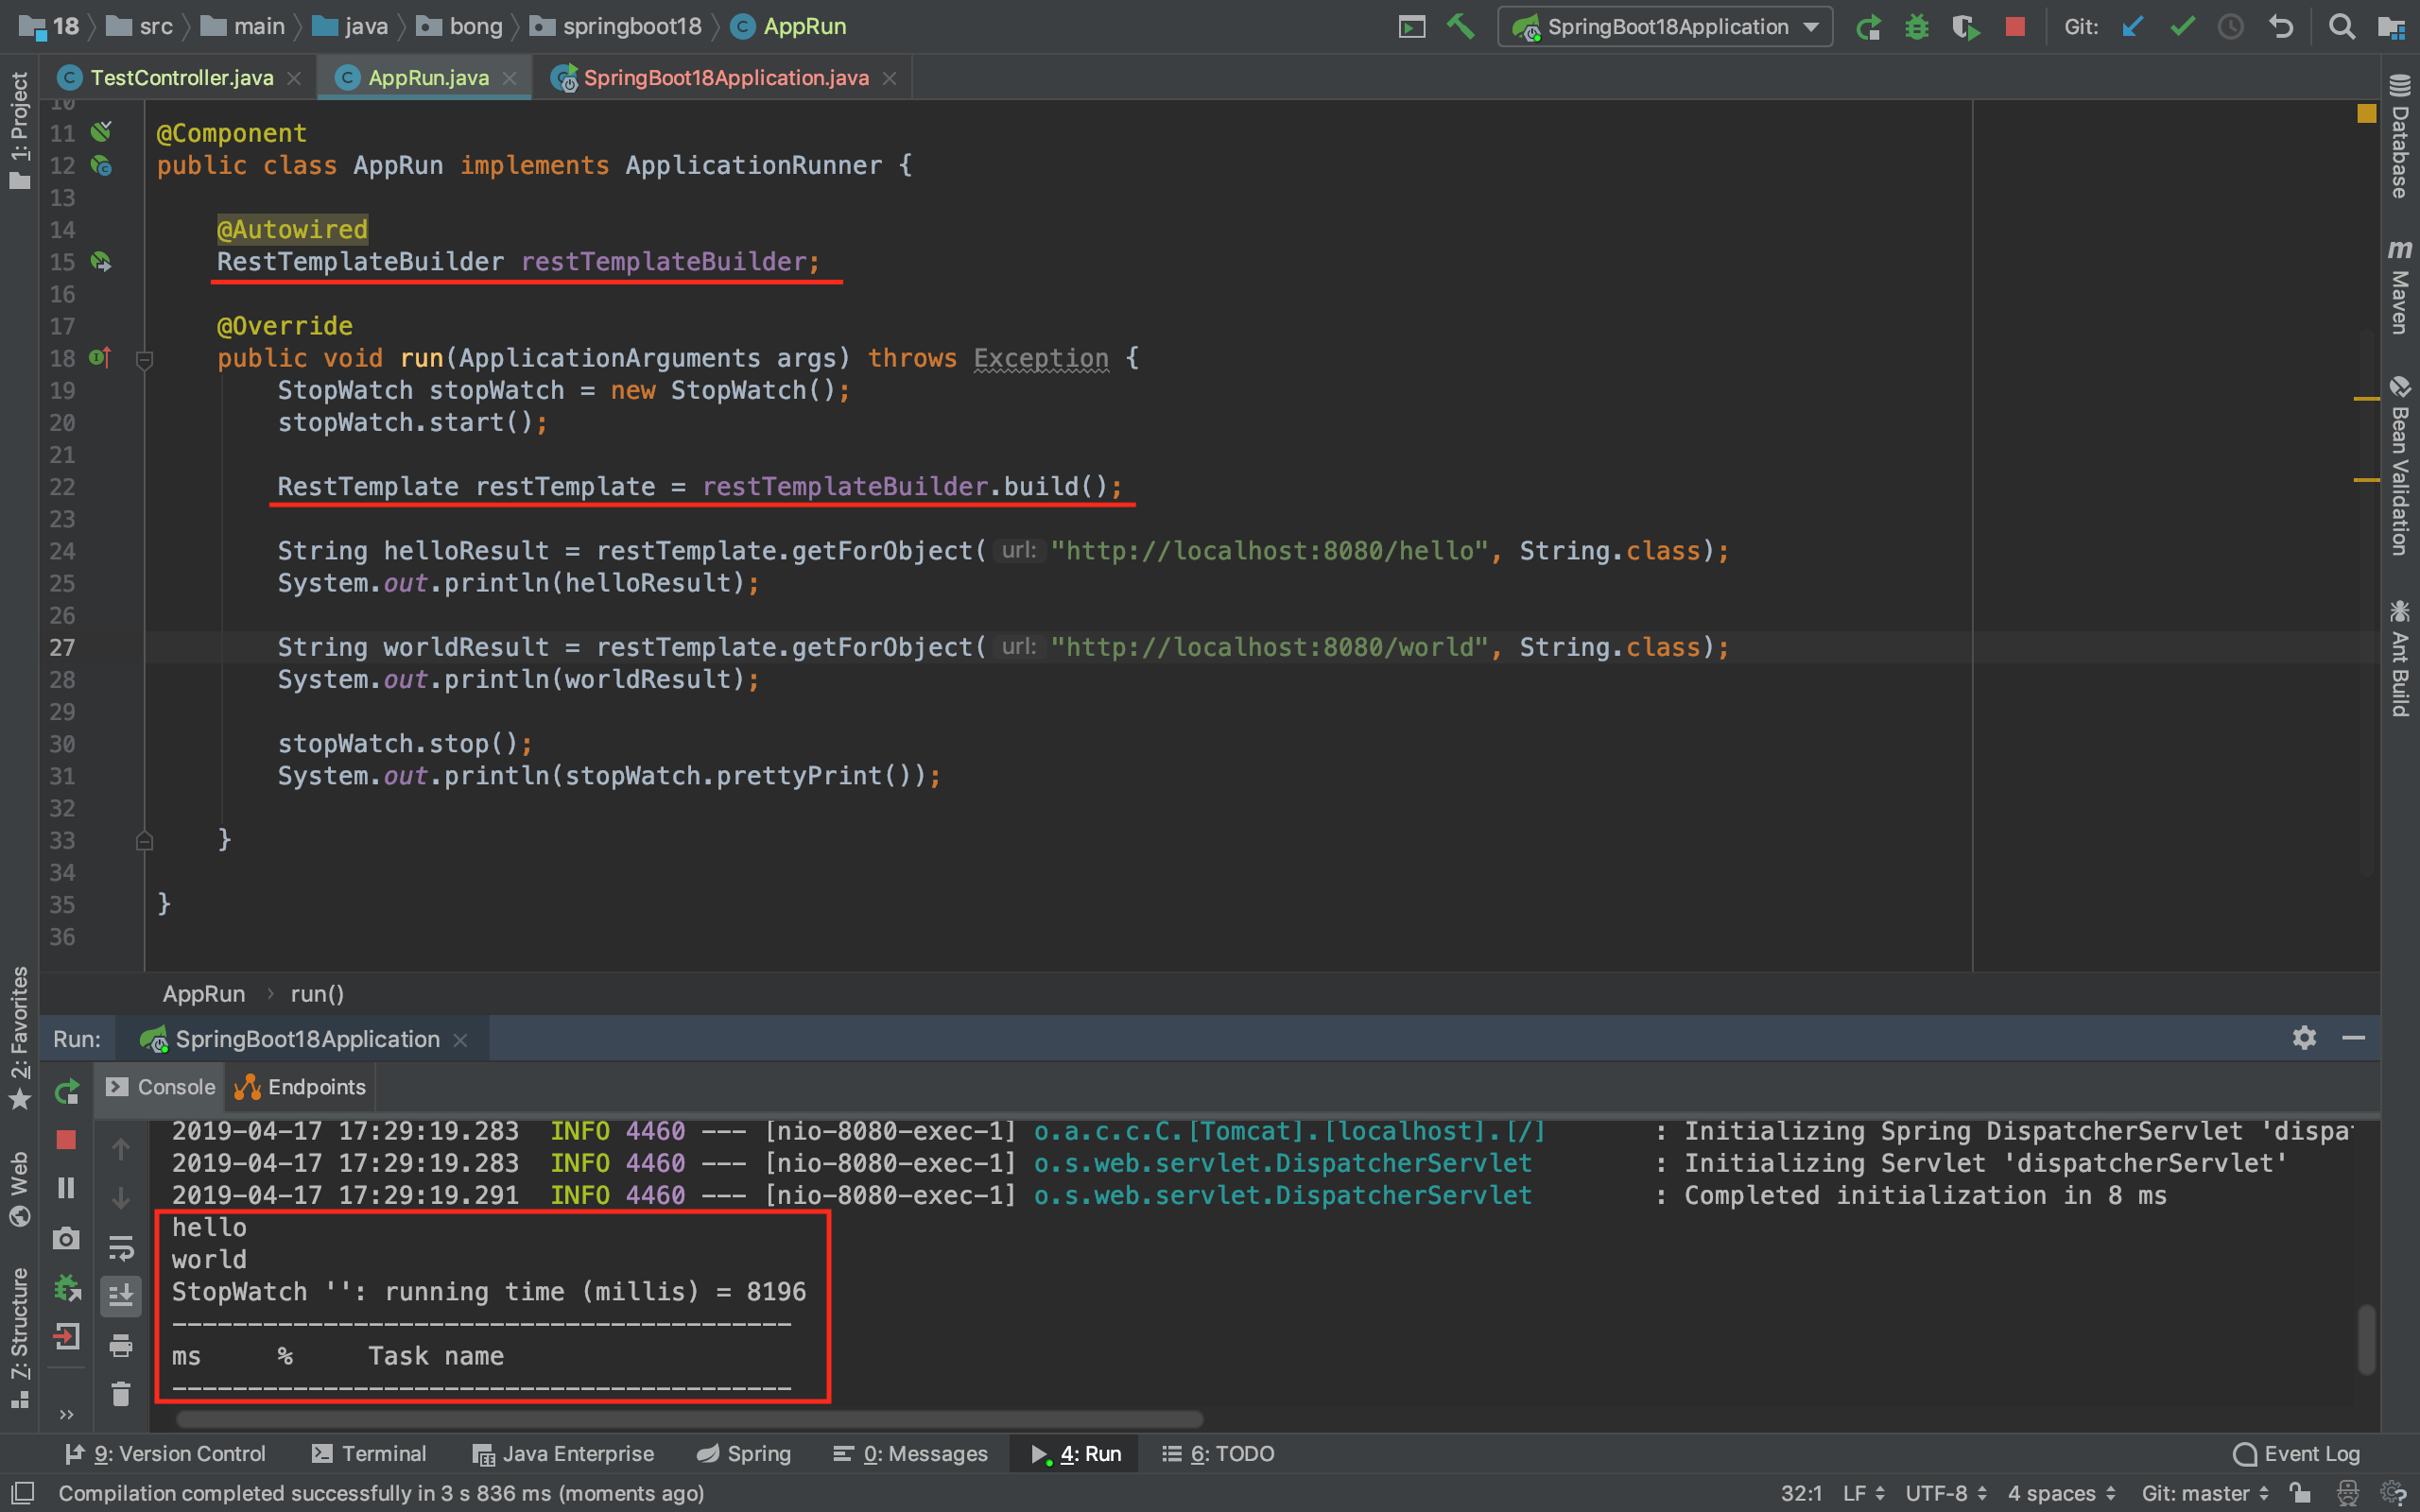 18 src main java bong springboot18 AppRun SpringBoot18Application Git:
TestController.java AppRun.java SpringBoot18Application.java
10
11 @Component
12 public class AppRun implements ApplicationRunner {
13
14 @Autowired
15 RestTemplateBuilder restTemplateBuilder;
16
17 @Override
18 public void run(ApplicationArguments args) throws Exception {
19 StopWatch stopWatch = new StopWatch();
20 stopWatch.start();
21
22 RestTemplate restTemplate = restTemplateBuilder.build();
23
24 String helloResult = restTemplate.getForObject( url: "http://localhost:8080/hello", String.class);
25 System.out.println(helloResult);
26
27 String worldResult = restTemplate.getForObject( url: "http://localhost:8080/world", String.class);
28 System.out.println(worldResult);
29
30 stopWatch.stop();
31 System.out.println(stopWatch.prettyPrint());
32
33 }
34
35 }
36
AppRun run()
1: Project
2: Favorites
Web
7: Structure
Database
m Maven
Bean Validation
Ant Build
Run: SpringBoot18Application
Console Endpoints
2019-04-17 17:29:19.283 INFO 4460 --- [nio-8080-exec-1] o.a.c.c.C.[Tomcat].[localhost].[/] : Initializing Spring DispatcherServlet 'dispa
2019-04-17 17:29:19.283 INFO 4460 --- [nio-8080-exec-1] o.s.web.servlet.DispatcherServlet : Initializing Servlet 'dispatcherServlet'
2019-04-17 17:29:19.291 INFO 4460 --- [nio-8080-exec-1] o.s.web.servlet.DispatcherServlet : Completed initialization in 8 ms
hello
world
StopWatch '': running time (millis) = 8196
-----------------------------------------
ms % Task name
-----------------------------------------
9: Version Control Terminal Java Enterprise Spring 0: Messages 4: Run 6: TODO Event Log
Compilation completed successfully in 3 s 836 ms (moments ago) 32:1 LF UTF-8 4 spaces Git: master